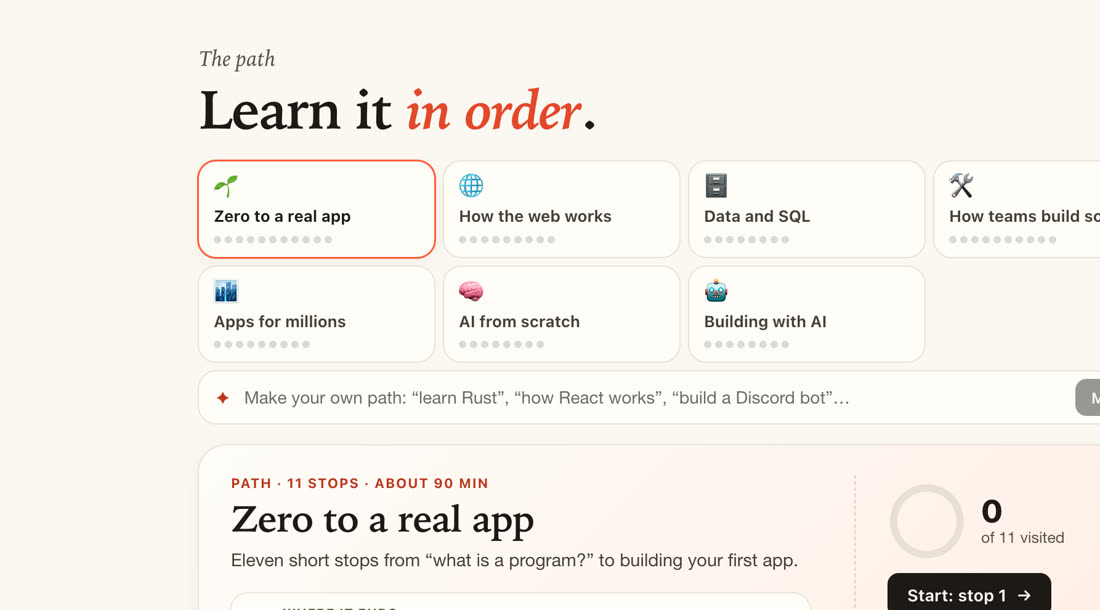 The path
Learn it in order.
Zero to a real app
How the web works
Data and SQL
How teams build
Apps for millions
AI from scratch
Building with AI
Make your own path: “learn Rust”, “how React works”, “build a Discord bot”…
PATH · 11 STOPS · ABOUT 90 MIN
Zero to a real app
Eleven short stops from “what is a program?” to building your first app.
0
of 11 visited
Start: stop 1 →
WHERE IT ENDS